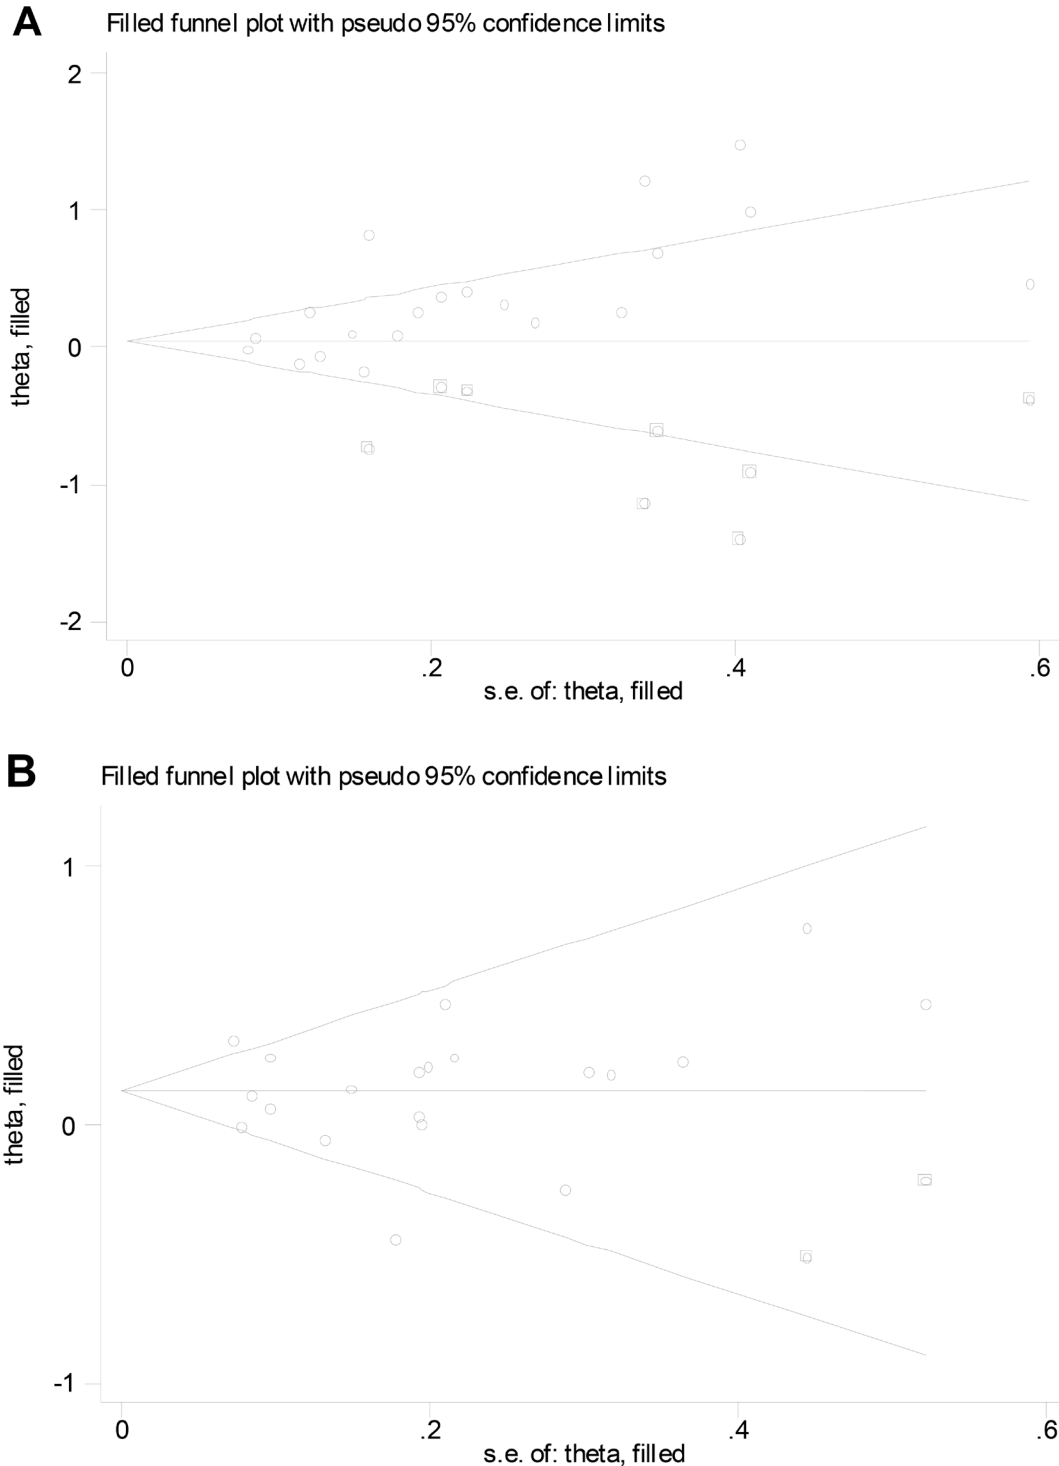 A
Filled funnel plot with pseudo 95% confidence limits
2
1
0
-1
-2
theta, filled
0 .2 .4 .6
s.e. of: theta, filled
B
Filled funnel plot with pseudo 95% confidence limits
1
0
-1
theta, filled
0 .2 .4 .6
s.e. of: theta, filled